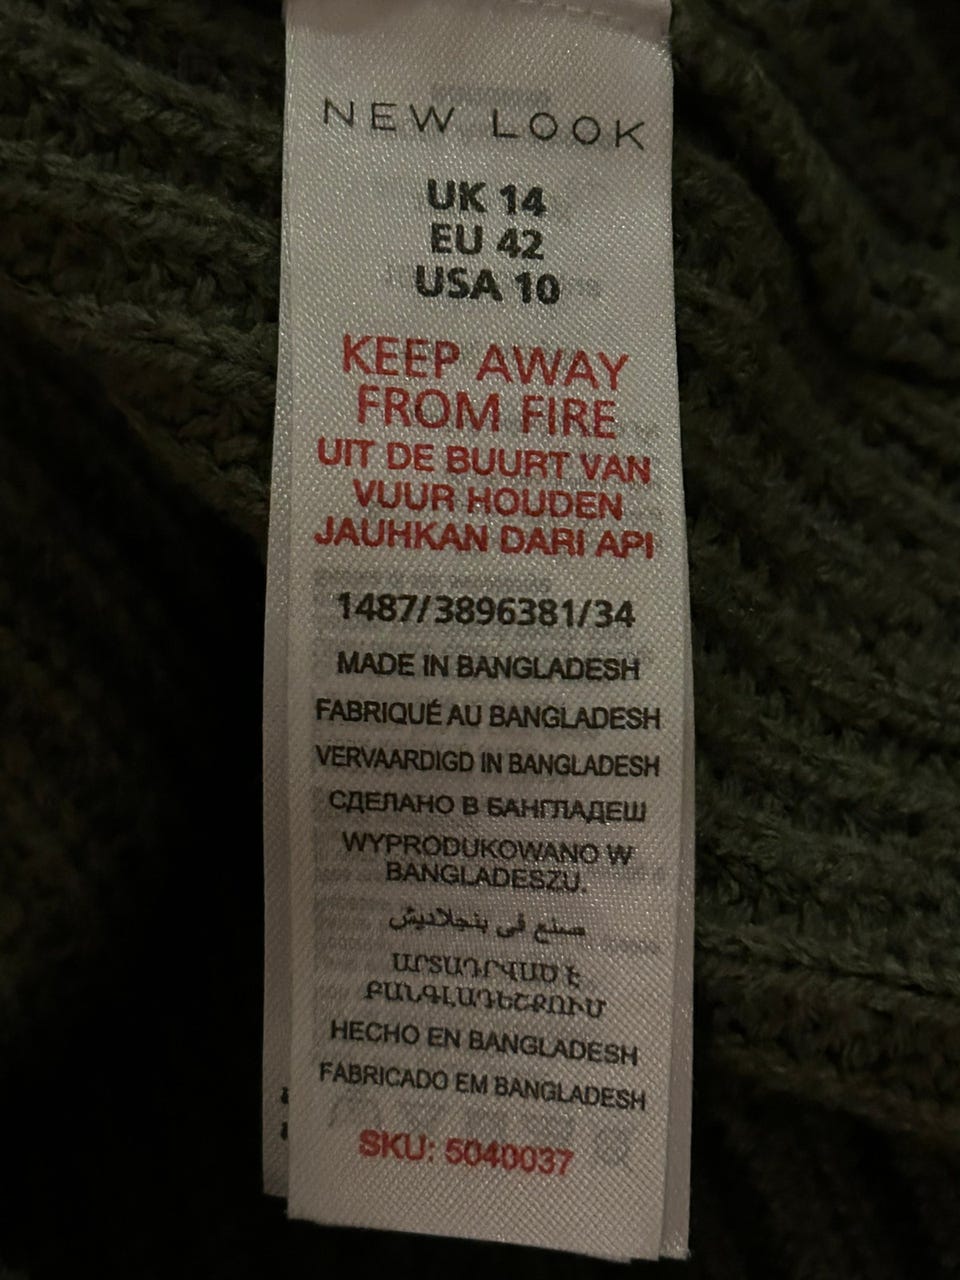 NEW LOOK
UK 14
EU 42
USA 10
KEEP AWAY
FROM FIRE
UIT DE BUURT VAN
VUUR HOUDEN
JAUHKAN DARI API
1487/3896381/34
MADE IN BANGLADESH
FABRIQUÉ AU BANGLADESH
VERVAARDIGD IN BANGLADESH
СДЕЛАНО В БАНГЛАДЕШ
WYPRODUKOWANO W
BANGLADESZU.
صنع في بنجلاديش
ԱՐՏԱԴՐՎԱԾ Է
ԲԱՆԳԼԱԴԵՇՔՈՒՄ
HECHO EN BANGLADESH
FABRICADO EM BANGLADESH
SKU: 5040037